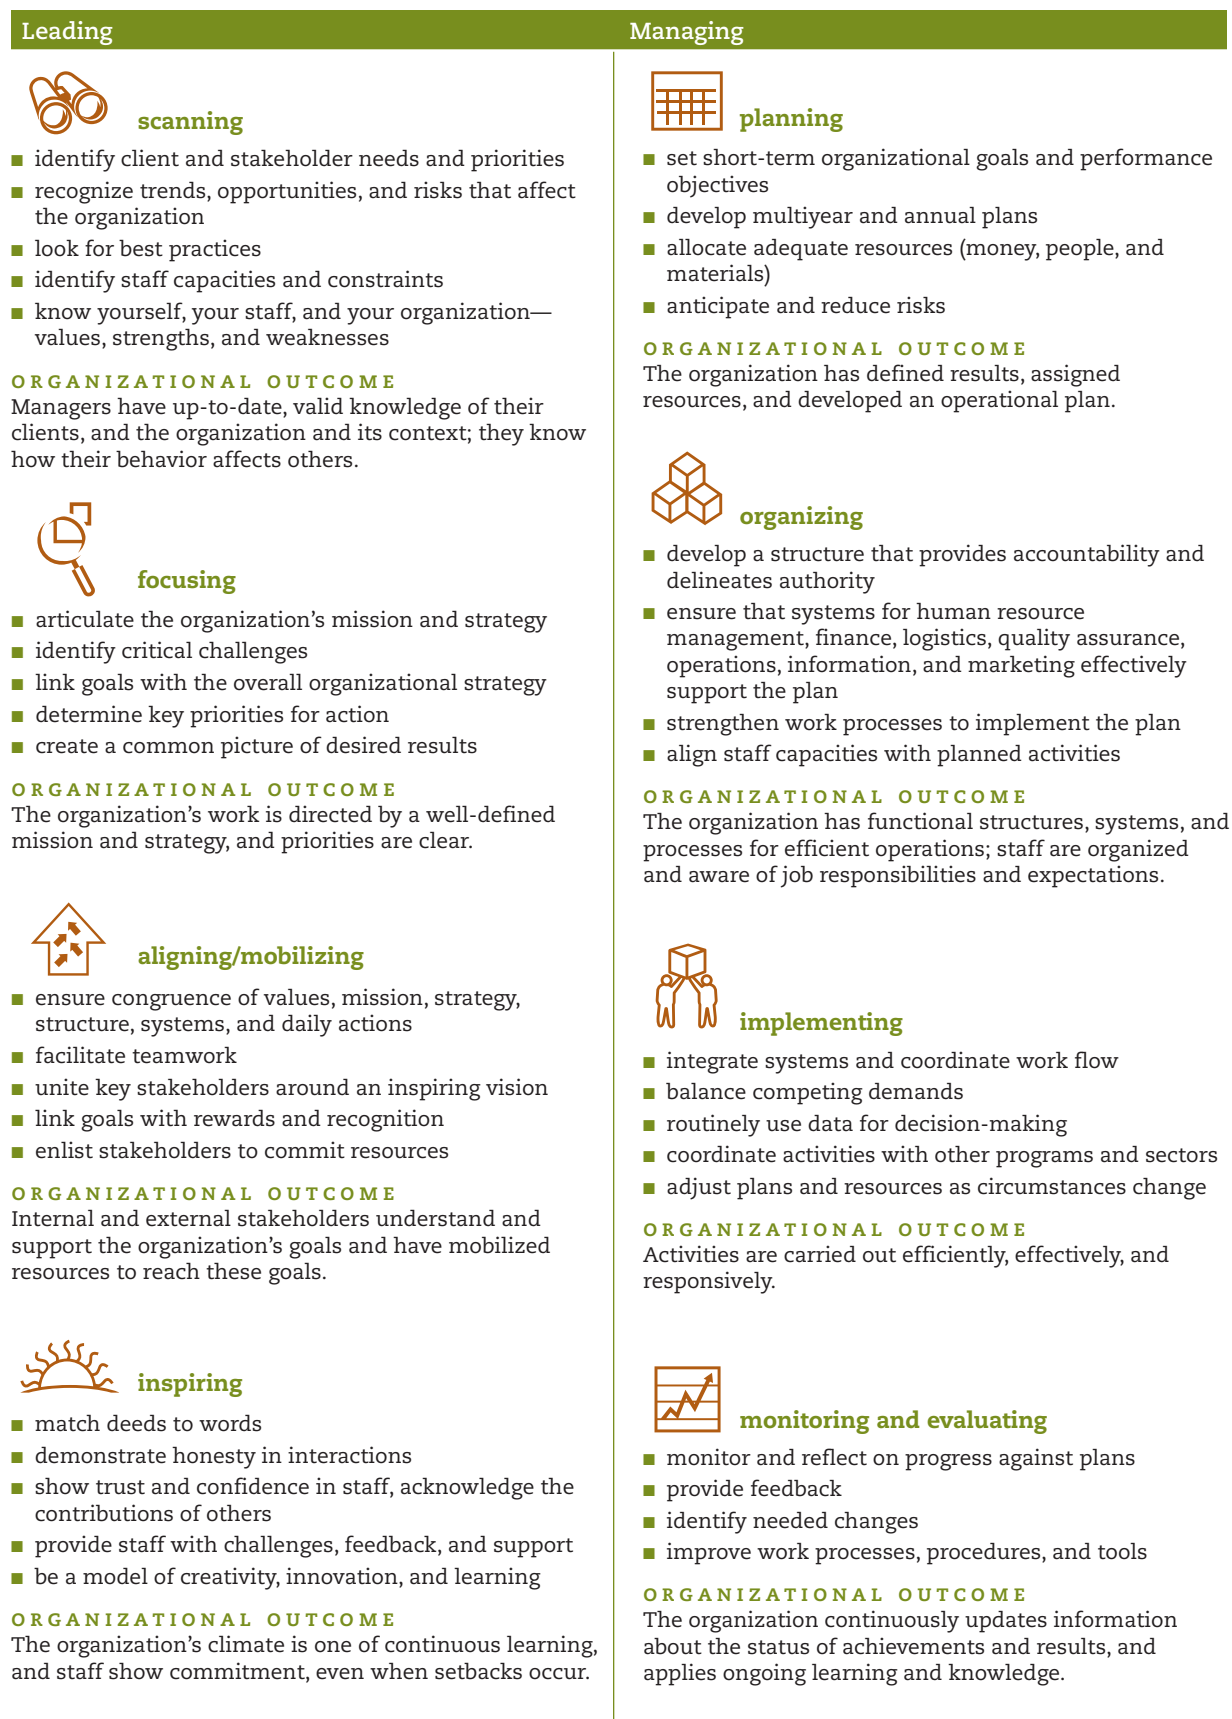 Leading
scanning
■ identify client and stakeholder needs and priorities
■ recognize trends, opportunities, and risks that affect
the organization
■ look for best practices
■ identify staff capacities and constraints
■ know yourself, your staff, and your organization—
values, strengths, and weaknesses
ORGANIZATIONAL OUTCOME
Managers have up-to-date, valid knowledge of their
clients, and the organization and its context; they know
how their behavior affects others.
focusing
■ articulate the organization’s mission and strategy
■ identify critical challenges
■ link goals with the overall organizational strategy
■ determine key priorities for action
■ create a common picture of desired results
ORGANIZATIONAL OUTCOME
The organization’s work is directed by a well-defined
mission and strategy, and priorities are clear.
aligning/mobilizing
■ ensure congruence of values, mission, strategy,
structure, systems, and daily actions
■ facilitate teamwork
■ unite key stakeholders around an inspiring vision
■ link goals with rewards and recognition
■ enlist stakeholders to commit resources
ORGANIZATIONAL OUTCOME
Internal and external stakeholders understand and
support the organization’s goals and have mobilized
resources to reach these goals.
inspiring
■ match deeds to words
■ demonstrate honesty in interactions
■ show trust and confidence in staff, acknowledge the
contributions of others
■ provide staff with challenges, feedback, and support
■ be a model of creativity, innovation, and learning
ORGANIZATIONAL OUTCOME
The organization’s climate is one of continuous learning,
and staff show commitment, even when setbacks occur.
Managing
planning
■ set short-term organizational goals and performance
objectives
■ develop multiyear and annual plans
■ allocate adequate resources (money, people, and
materials)
■ anticipate and reduce risks
ORGANIZATIONAL OUTCOME
The organization has defined results, assigned
resources, and developed an operational plan.
organizing
■ develop a structure that provides accountability and
delineates authority
■ ensure that systems for human resource
management, finance, logistics, quality assurance,
operations, information, and marketing effectively
support the plan
■ strengthen work processes to implement the plan
■ align staff capacities with planned activities
ORGANIZATIONAL OUTCOME
The organization has functional structures, systems, and
processes for efficient operations; staff are organized
and aware of job responsibilities and expectations.
implementing
■ integrate systems and coordinate work flow
■ balance competing demands
■ routinely use data for decision-making
■ coordinate activities with other programs and sectors
■ adjust plans and resources as circumstances change
ORGANIZATIONAL OUTCOME
Activities are carried out efficiently, effectively, and
responsively.
monitoring and evaluating
■ monitor and reflect on progress against plans
■ provide feedback
■ identify needed changes
■ improve work processes, procedures, and tools
ORGANIZATIONAL OUTCOME
The organization continuously updates information
about the status of achievements and results, and
applies ongoing learning and knowledge.